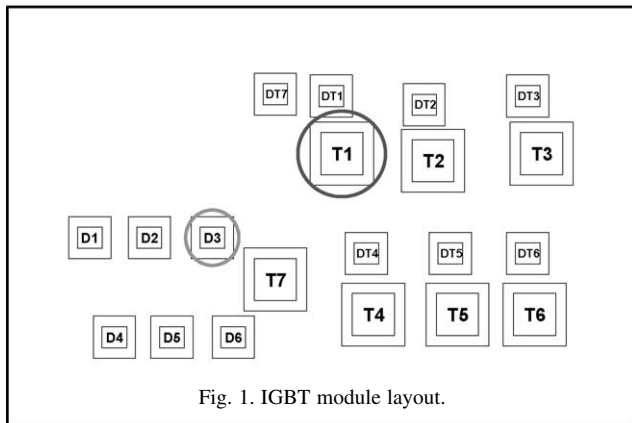 DT7 DT1 DT2 DT3
T1 T2 T3
D1 D2 D3
DT4 DT5 DT6
T7
T4 T5 T6
D4 D5 D6
Fig. 1. IGBT module layout.